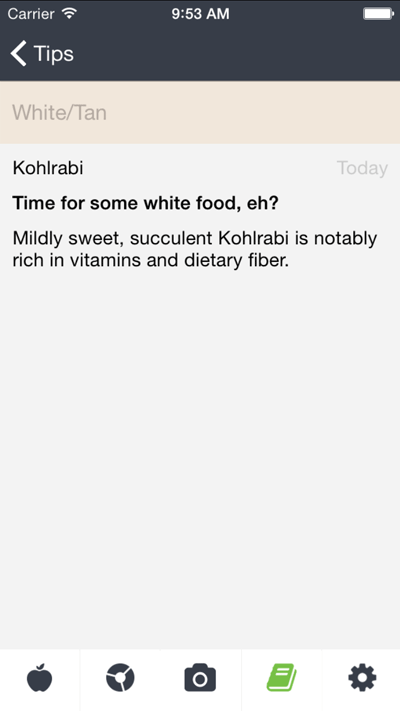 Carrier 9:53 AM
Tips
White/Tan
Kohlrabi Today
Time for some white food, eh?
Mildly sweet, succulent Kohlrabi is notably
rich in vitamins and dietary fiber.